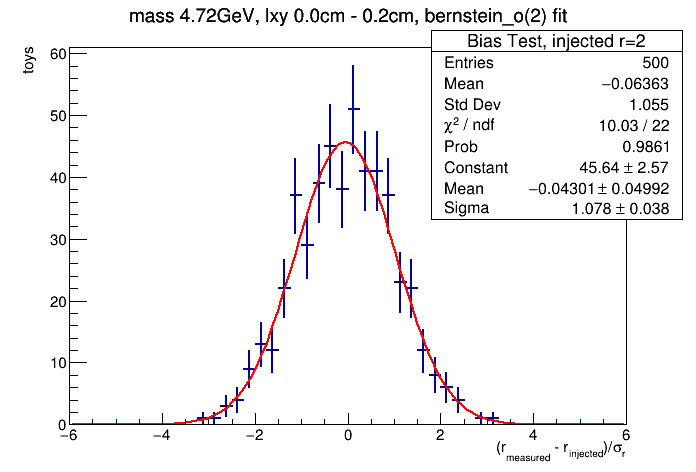 mass 4.72GeV, lxy 0.0cm - 0.2cm, bernstein_o(2) fit
Bias Test, injected r=2
Entries 500
Mean −0.06363
Std Dev 1.055
χ² / ndf 10.03 / 22
Prob 0.9861
Constant 45.64 ± 2.57
Mean −0.04301 ± 0.04992
Sigma 1.078 ± 0.038
toys
60
50
40
30
20
10
0
−6 −4 −2 0 2 4 6
(r_measured - r_injected)/σ_r